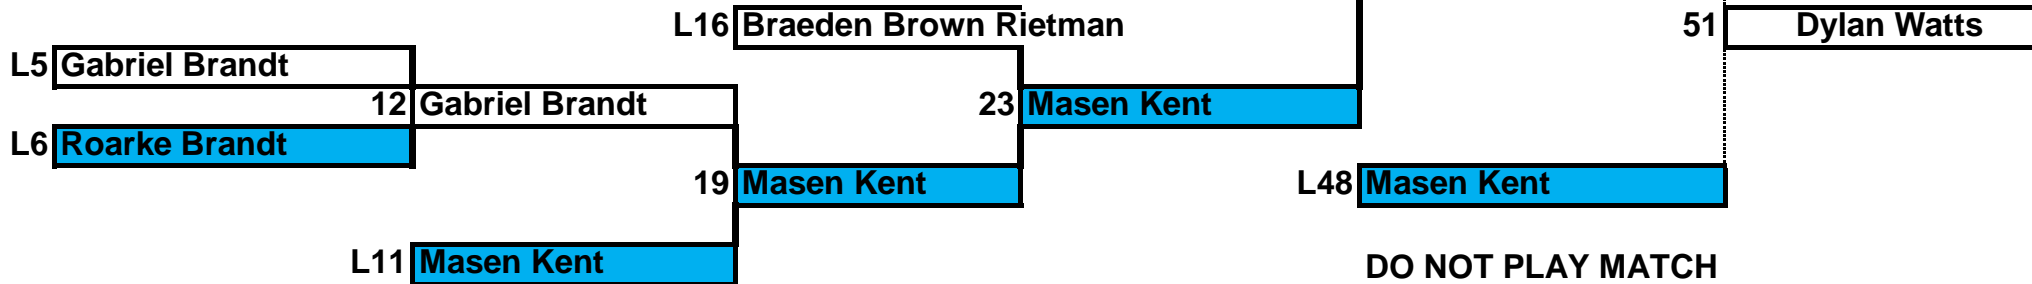 L16 Braeden Brown Rietman 51 Dylan Watts
L5 Gabriel Brandt
12 Gabriel Brandt 23 Masen Kent
L6 Roarke Brandt
19 Masen Kent L48 Masen Kent
L11 Masen Kent DO NOT PLAY MATCH